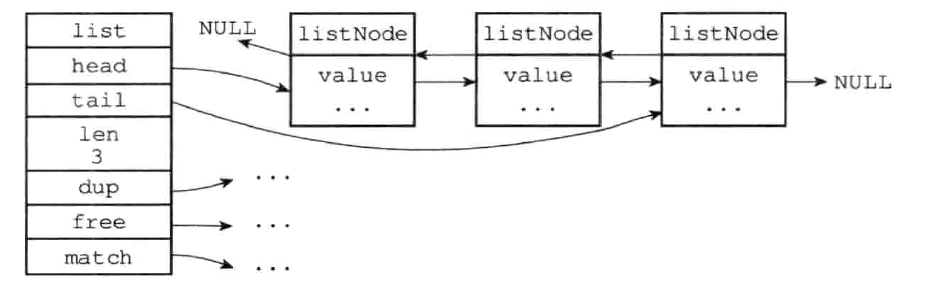 list
head
tail
len
3
dup
free
match
NULL
listNode
value
...
listNode
value
...
listNode
value
...
NULL
...
...
...